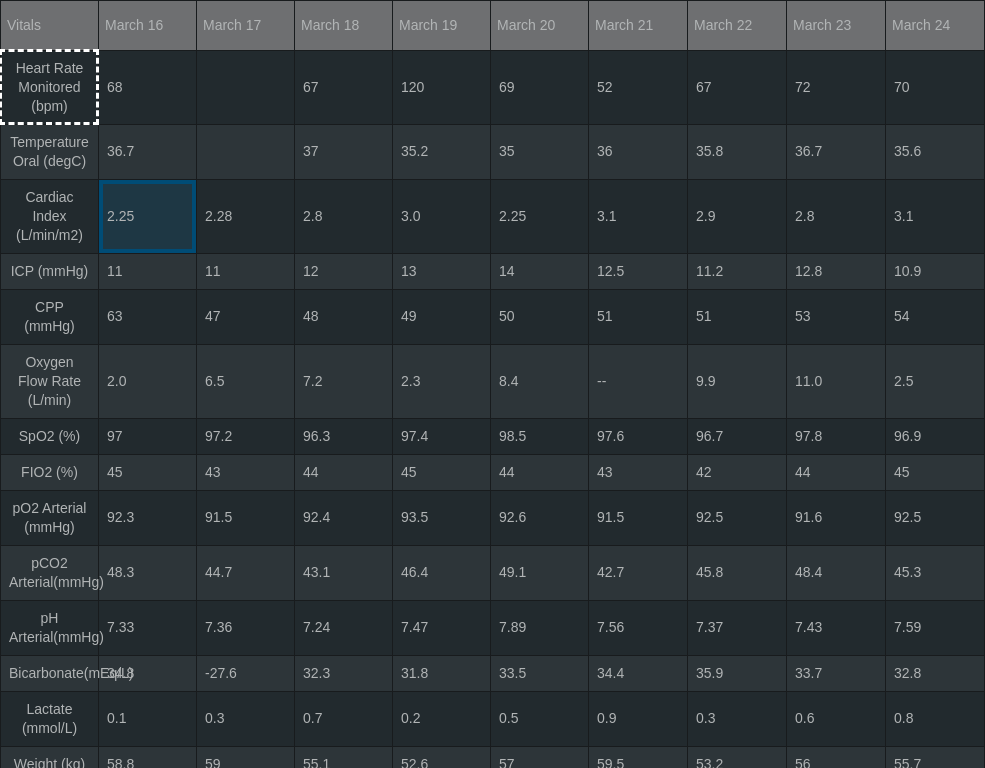 Vitals March 16 March 17 March 18 March 19 March 20 March 21 March 22 March 23 March 24
Heart Rate
Monitored
(bpm)
68 67 120 69 52 67 72 70
Temperature
Oral (degC)
36.7 37 35.2 35 36 35.8 36.7 35.6
Cardiac
Index
(L/min/m2)
2.25 2.28 2.8 3.0 2.25 3.1 2.9 2.8 3.1
ICP (mmHg) 11 11 12 13 14 12.5 11.2 12.8 10.9
CPP
(mmHg)
63 47 48 49 50 51 51 53 54
Oxygen
Flow Rate
(L/min)
2.0 6.5 7.2 2.3 8.4 -- 9.9 11.0 2.5
SpO2 (%) 97 97.2 96.3 97.4 98.5 97.6 96.7 97.8 96.9
FIO2 (%) 45 43 44 45 44 43 42 44 45
pO2 Arterial
(mmHg)
92.3 91.5 92.4 93.5 92.6 91.5 92.5 91.6 92.5
pCO2
Arterial(mmHg)
48.3 44.7 43.1 46.4 49.1 42.7 45.8 48.4 45.3
pH
Arterial(mmHg)
7.33 7.36 7.24 7.47 7.89 7.56 7.37 7.43 7.59
Bicarbonate(mEq/L) -27.6 32.3 31.8 33.5 34.4 35.9 33.7 32.8
Lactate
(mmol/L)
0.1 0.3 0.7 0.2 0.5 0.9 0.3 0.6 0.8
Weight (kg) 58.8 59 55.1 52.6 57 59.5 53.2 56 55.7